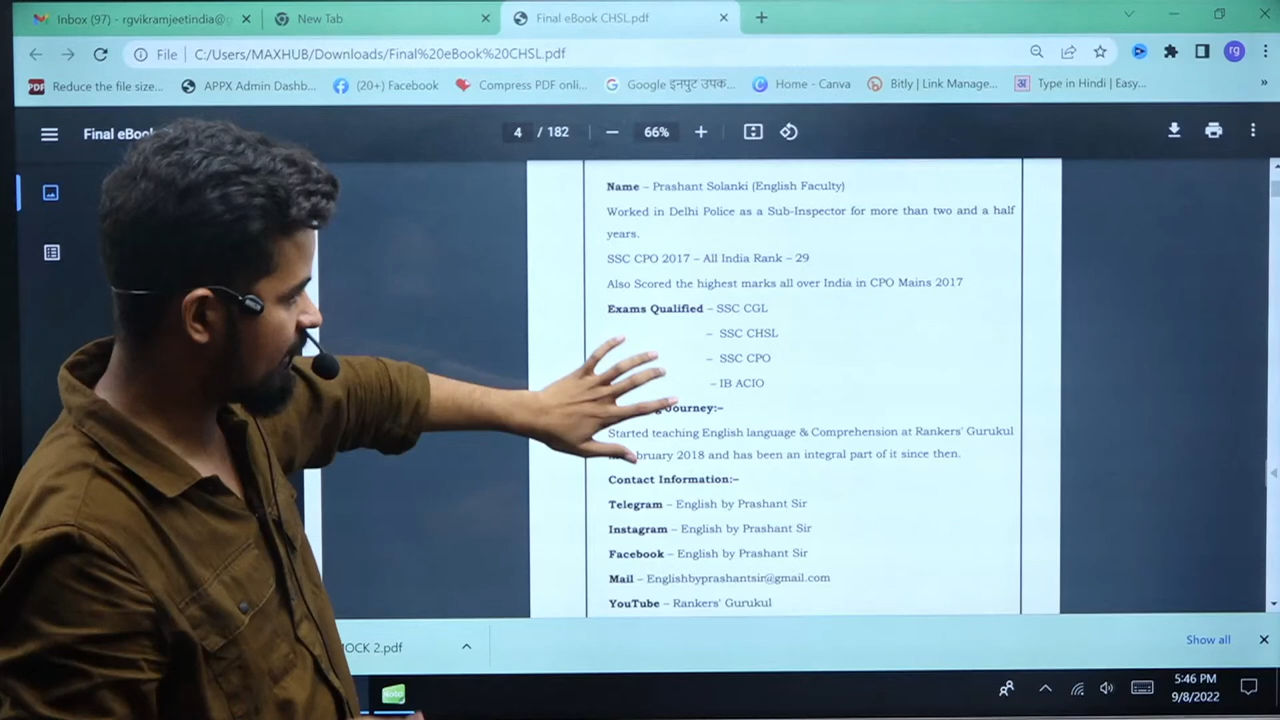 Inbox (97) - rgvikramjeetindia@g
New Tab
Final eBook CHSL.pdf
File
C:/Users/MAXHUB/Downloads/Final%20eBook%20CHSL.pdf
rg
PDF
Reduce the file size...
APPX Admin Dashb...
(20+) Facebook
Compress PDF onli...
Google इनपुट उपक...
Home - Canva
Bitly | Link Manage...
अ
Type in Hindi | Easy...
»
Final eBoo
4 / 182
66%
Name – Prashant Solanki (English Faculty)
Worked in Delhi Police as a Sub-Inspector for more than two and a half
years.
SSC CPO 2017 – All India Rank – 29
Also Scored the highest marks all over India in CPO Mains 2017
Exams Qualified – SSC CGL
– SSC CHSL
– SSC CPO
– IB ACIO
Journey:–
Started teaching English language & Comprehension at Rankers' Gurukul
bruary 2018 and has been an integral part of it since then.
Contact Information:–
Telegram – English by Prashant Sir
Instagram – English by Prashant Sir
Facebook – English by Prashant Sir
Mail – Englishbyprashantsir@gmail.com
YouTube – Rankers' Gurukul
OCK 2.pdf
Show all
Note
5:46 PM
9/8/2022